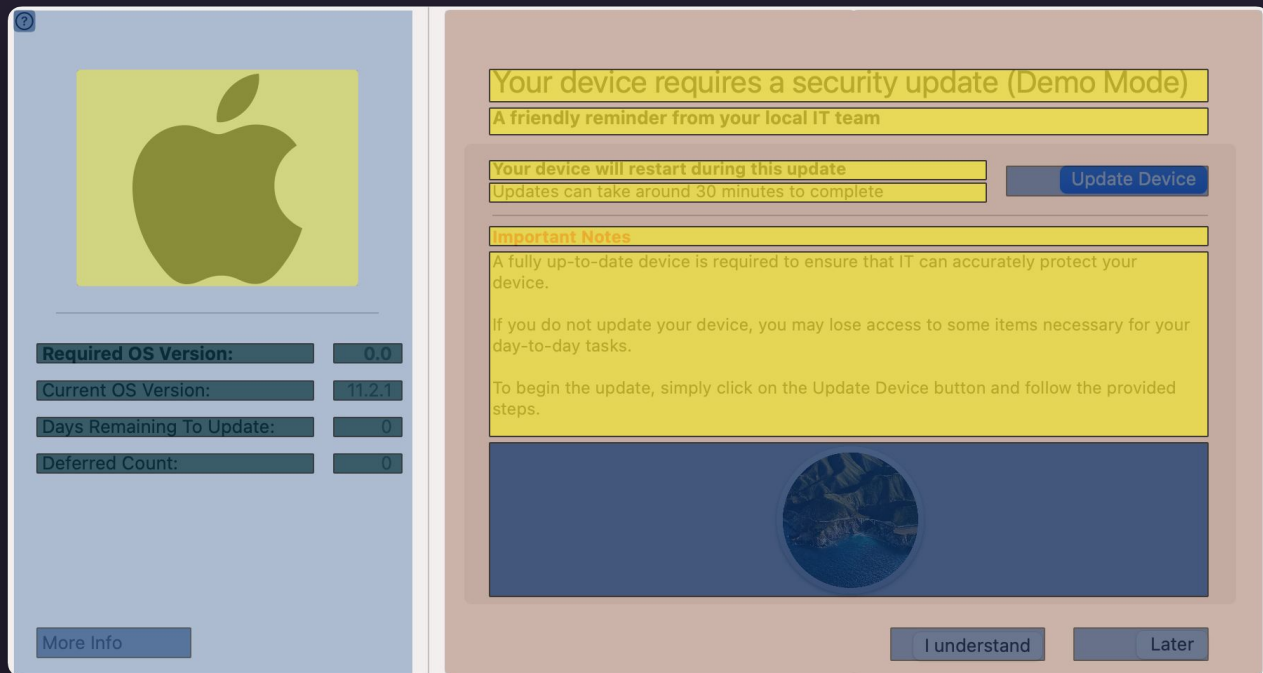 ?
Required OS Version: 0.0
Current OS Version: 11.2.1
Days Remaining To Update: 0
Deferred Count: 0
More Info
Your device requires a security update (Demo Mode)
A friendly reminder from your local IT team
Your device will restart during this update
Updates can take around 30 minutes to complete
Update Device
Important Notes
A fully up-to-date device is required to ensure that IT can accurately protect your
device.
If you do not update your device, you may lose access to some items necessary for your
day-to-day tasks.
To begin the update, simply click on the Update Device button and follow the provided
steps.
I understand
Later